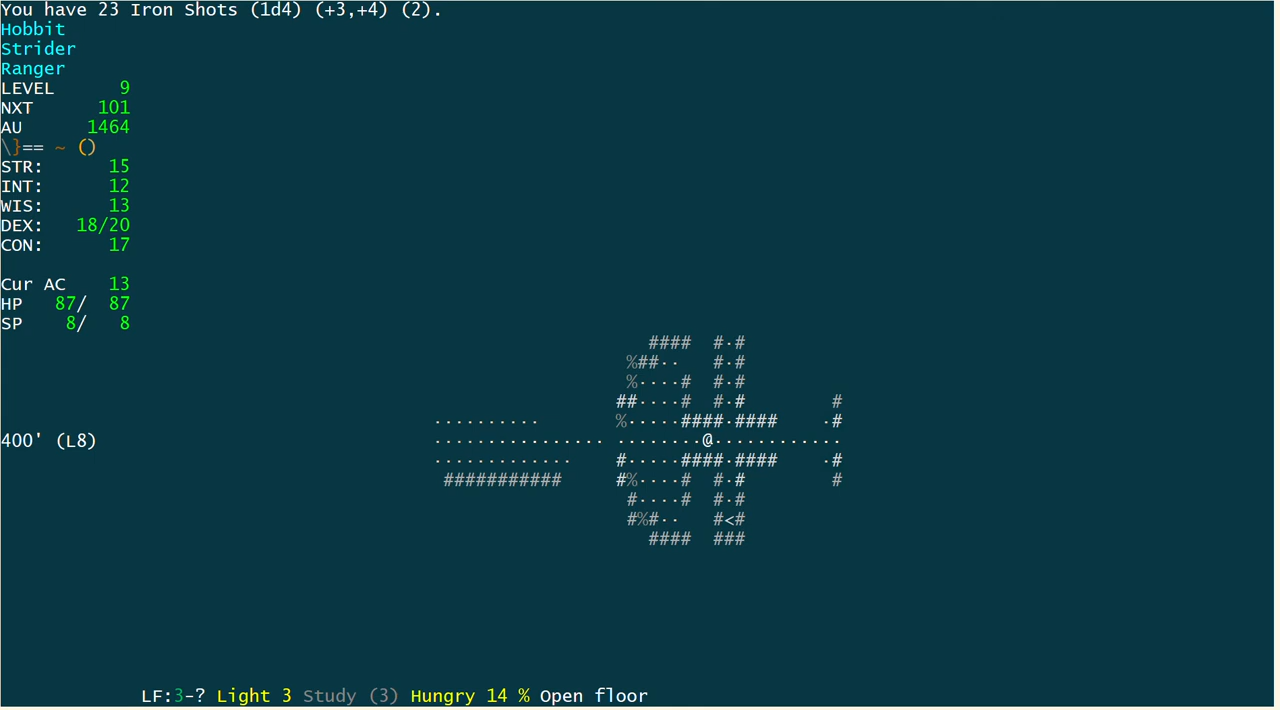 You have 23 Iron Shots (1d4) (+3,+4) (2).
Hobbit
Strider
Ranger
LEVEL 9
NXT 101
AU 1464
\}== ~ ()
STR: 15
INT: 12
WIS: 13
DEX: 18/20
CON: 17
Cur AC 13
HP 87/ 87
SP 8/ 8
#### #·#
%##·· #·#
%····# #·#
##····# #·# #
·········· %·····####·#### ·#
················ ········@············
············· #·····####·#### ·#
########### #%····# #·# #
#····# #·#
#%#·· #<#
#### ###
400' (L8)
LF:3-? Light 3 Study (3) Hungry 14 % Open floor